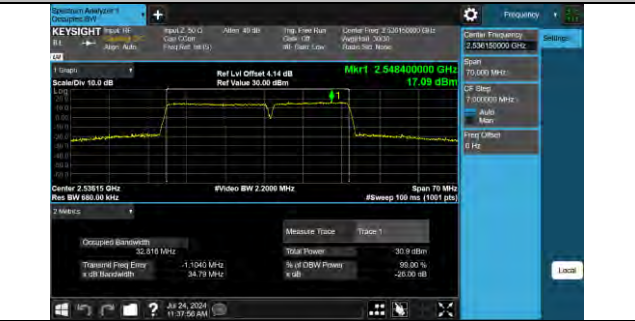 Spectrum Analyzer 1
Occupied BW
+
Frequency
KEYSIGHT Input: RF
Input Z: 50 Ω
Atten: 40 dB
Trig: Free Run
Center Freq: 2.536150000 GHz
Align: Auto
Freq Ref: Int (S)
Gate: Off
Avg|Hold: 30/30
Radio Std: None
Center Frequency
2.536150000 GHz
Settings
Span
70.000 MHz
CF Step
7.000000 MHz
Auto
Man
Freq Offset
0 Hz
1 Graph
Scale/Div 10.0 dB
Ref Lvl Offset 4.14 dB
Ref Value 30.00 dBm
Mkr1 2.548400000 GHz
17.09 dBm
Log
1
Center 2.53615 GHz
Res BW 680.00 kHz
#Video BW 2.2000 MHz
Span 70 MHz
#Sweep 100 ms (1001 pts)
2 Metrics
Measure Trace
Trace 1
Occupied Bandwidth
Total Power
30.9 dBm
Transmit Freq Error
-1.1040 MHz
% of OBW Power
99.00 %
x dB Bandwidth
34.79 MHz
x dB
-26.00 dB
Local
?
Jul 24, 2024
11:37:56 AM